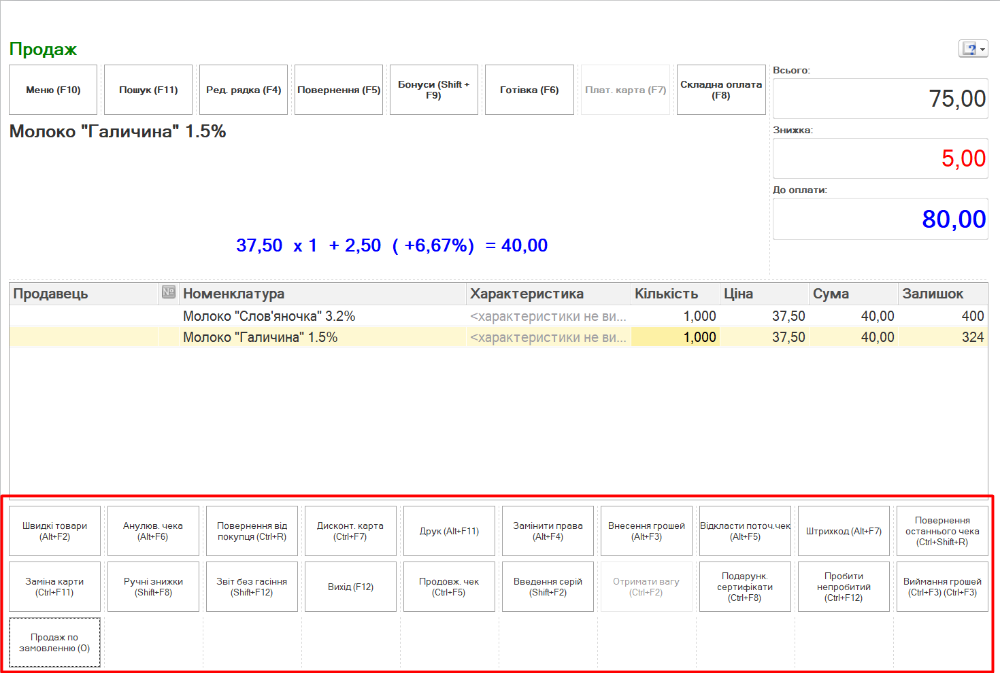 Продаж
Меню (F10)
Пошук (F11)
Ред. рядка (F4)
Повернення (F5)
Бонуси (Shift +
F9)
Готівка (F6)
Плат. карта (F7)
Складна оплата
(F8)
Всього:
75,00
Молоко "Галичина" 1.5%
Знижка:
5,00
До оплати:
80,00
37,50 x 1 + 2,50 ( +6,67%) = 40,00
Продавець № Номенклатура Характеристика Кількість Ціна Сума Залишок
Молоко "Слов'яночка" 3.2% <характеристики не ви... 1,000 37,50 40,00 400
Молоко "Галичина" 1.5% <характеристики не ви... 1,000 37,50 40,00 324
Швидкі товари
(Alt+F2)
Анулюв. чека
(Alt+F6)
Повернення від
покупця (Ctrl+R)
Дисконт. карта
(Ctrl+F7)
Друк (Alt+F11)
Замінити права
(Alt+F4)
Внесення грошей
(Alt+F3)
Відкласти поточ.чек
(Alt+F5)
Штрихкод (Alt+F7)
Повернення
останнього чека
(Ctrl+Shift+R)
Заміна карти
(Ctrl+F11)
Ручні знижки
(Shift+F8)
Звіт без гасіння
(Shift+F12)
Вихід (F12)
Продовж. чек
(Ctrl+F5)
Введення серій
(Shift+F2)
Отримати вагу
(Ctrl+F2)
Подарунк.
сертифікати
(Ctrl+F8)
Пробити
непробитий
(Ctrl+F12)
Виймання грошей
(Ctrl+F3) (Ctrl+F3)
Продаж по
замовленню (O)